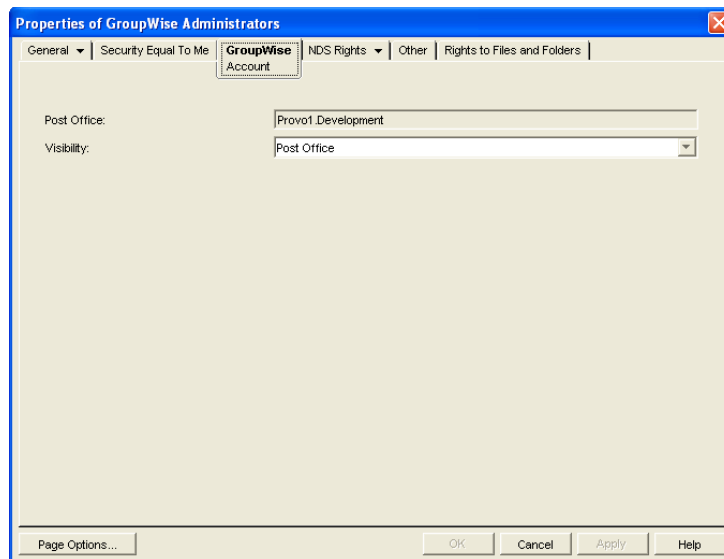 Properties of GroupWise Administrators
General Security Equal To Me GroupWise NDS Rights Other Rights to Files and Folders
Account
Post Office: Provo1.Development
Visibility: Post Office
Page Options... OK Cancel Apply Help